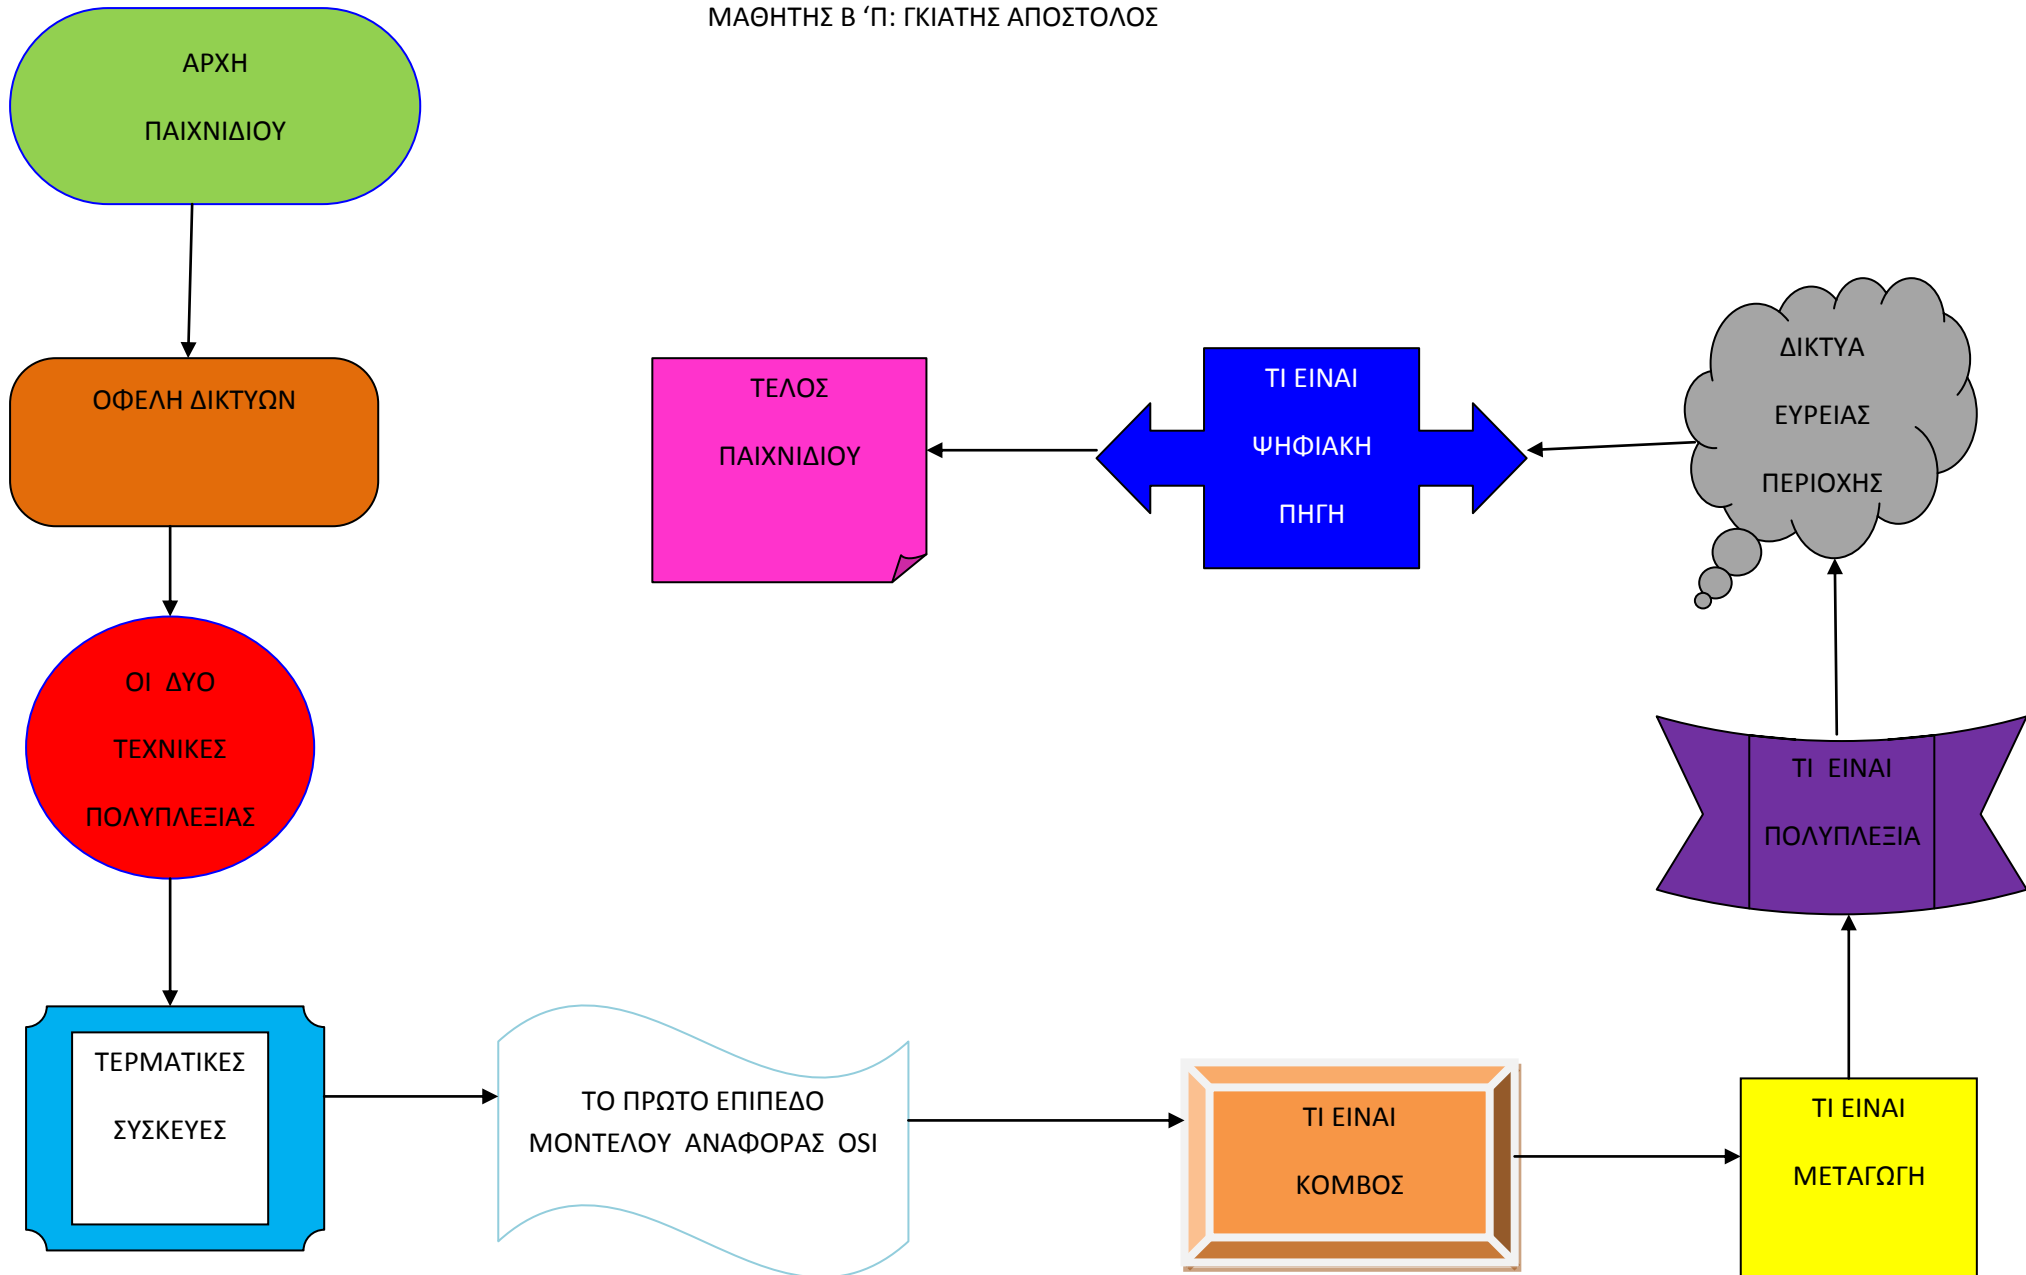 ΜΑΘΗΤΗΣ Β ‘Π: ΓΚΙΑΤΗΣ ΑΠΟΣΤΟΛΟΣ
ΑΡΧΗ
ΠΑΙΧΝΙΔΙΟΥ
ΟΦΕΛΗ ΔΙΚΤΥΩΝ
ΟΙ ΔΥΟ
ΤΕΧΝΙΚΕΣ
ΠΟΛΥΠΛΕΞΙΑΣ
ΤΕΡΜΑΤΙΚΕΣ
ΣΥΣΚΕΥΕΣ
ΤΟ ΠΡΩΤΟ ΕΠΙΠΕΔΟ
ΜΟΝΤΕΛΟΥ ΑΝΑΦΟΡΑΣ OSI
ΤΙ ΕΙΝΑΙ
ΚΟΜΒΟΣ
ΤΙ ΕΙΝΑΙ
ΜΕΤΑΓΩΓΗ
ΤΙ ΕΙΝΑΙ
ΠΟΛΥΠΛΕΞΙΑ
ΔΙΚΤΥΑ
ΕΥΡΕΙΑΣ
ΠΕΡΙΟΧΗΣ
ΤΙ ΕΙΝΑΙ
ΨΗΦΙΑΚΗ
ΠΗΓΗ
ΤΕΛΟΣ
ΠΑΙΧΝΙΔΙΟΥ